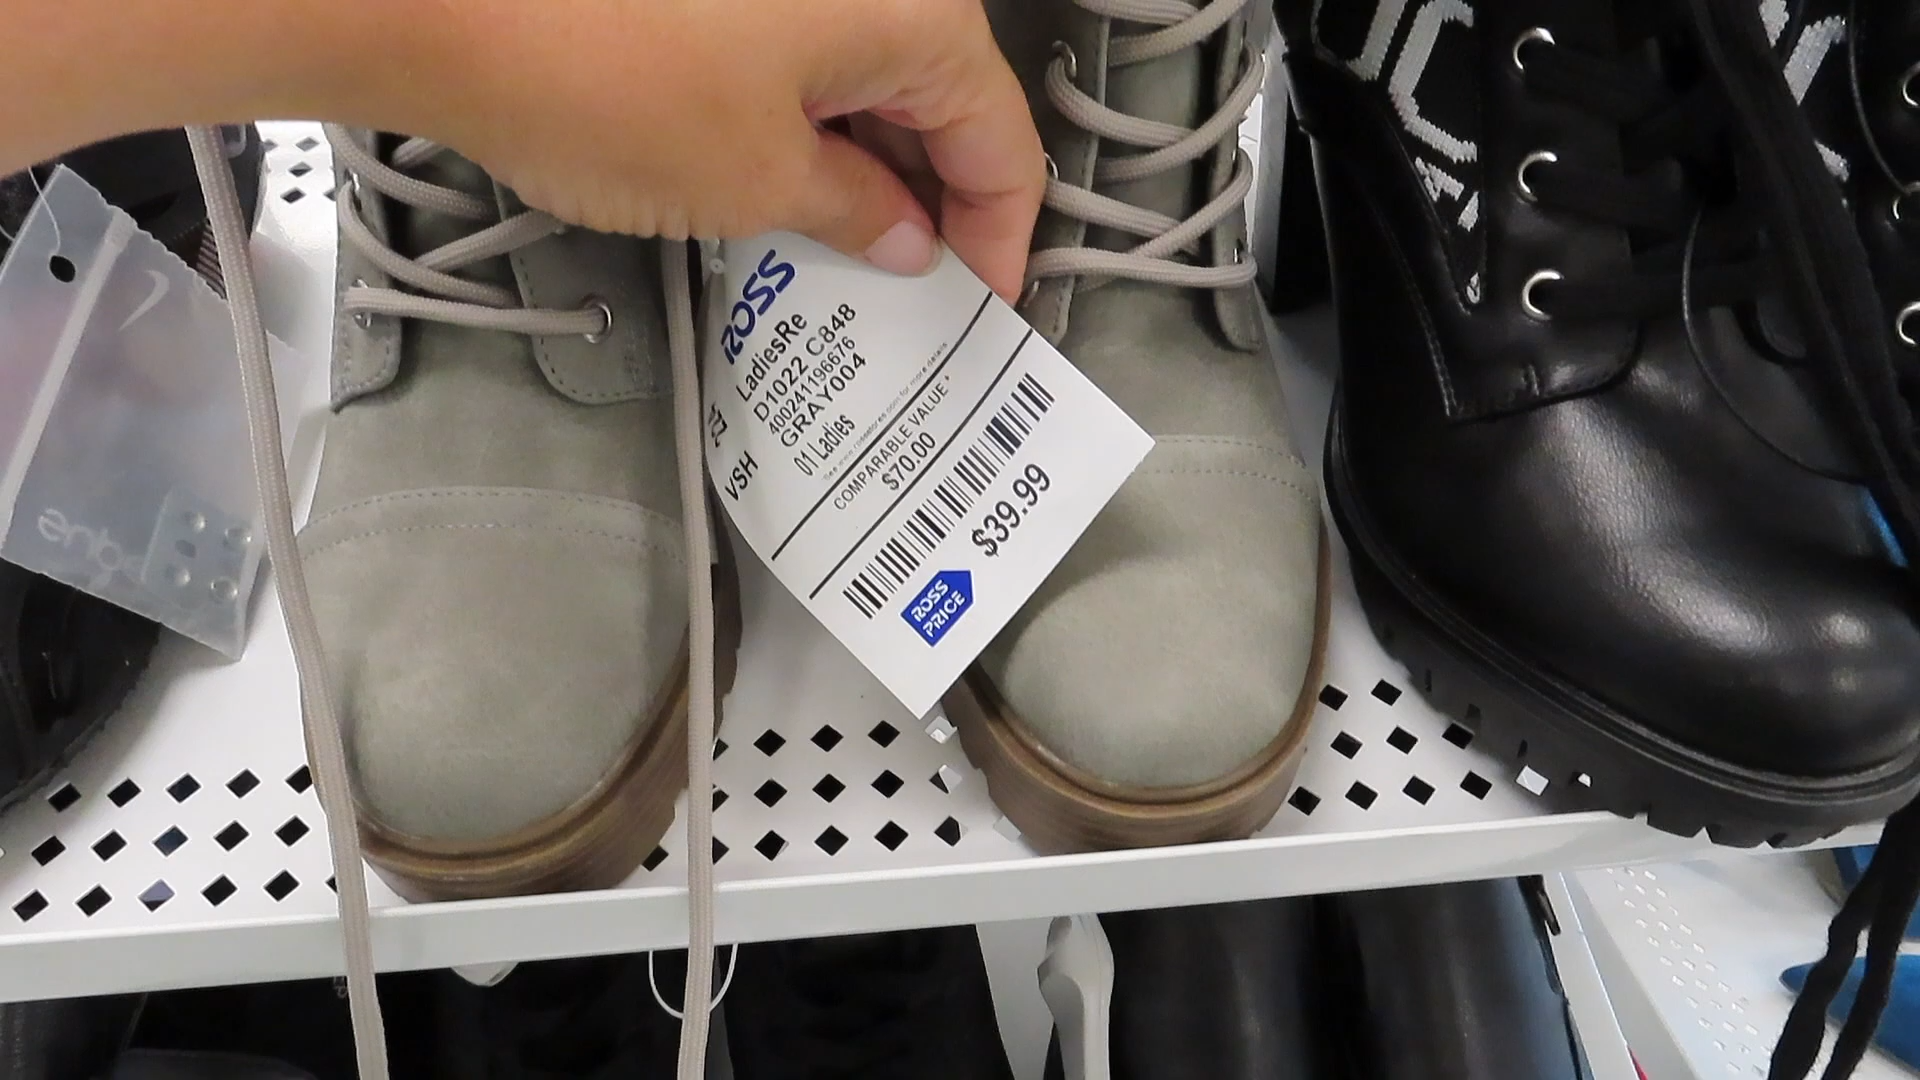 ROSS
LadiesRe
D1022 C848
400241196676
GRAY004
01 Ladies
VSH
COMPARABLE VALUE*
$70.00
$39.99
ROSS
PRICE